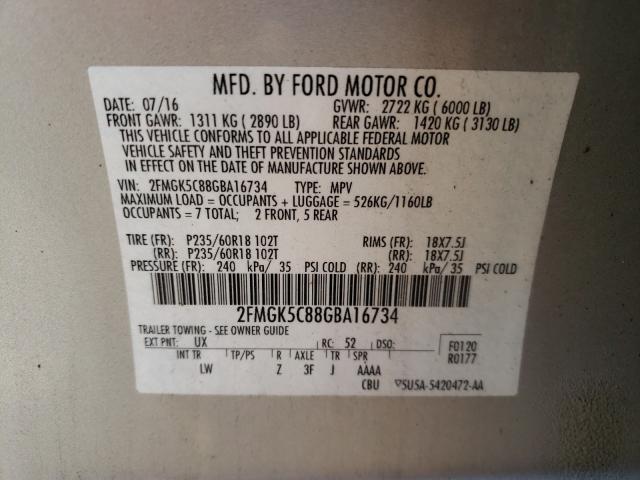 MFD. BY FORD MOTOR CO.
DATE: 07/16 GVWR: 2722 KG ( 6000 LB)
FRONT GAWR: 1311 KG ( 2890 LB) REAR GAWR: 1420 KG ( 3130 LB)
THIS VEHICLE CONFORMS TO ALL APPLICABLE FEDERAL MOTOR
VEHICLE SAFETY AND THEFT PREVENTION STANDARDS
IN EFFECT ON THE DATE OF MANUFACTURE SHOWN ABOVE.
VIN: 2FMGK5C88GBA16734 TYPE: MPV
MAXIMUM LOAD = OCCUPANTS + LUGGAGE = 526KG/1160LB
OCCUPANTS = 7 TOTAL; 2 FRONT, 5 REAR
TIRE (FR): P235/60R18 102T RIMS (FR): 18X7.5J
(RR): P235/60R18 102T (RR): 18X7.5J
PRESSURE (FR): 240 kPa/ 35 PSI COLD (RR): 240 kPa/ 35 PSI COLD
2FMGK5C88GBA16734
TRAILER TOWING - SEE OWNER GUIDE
EXT PNT: UX RC: 52 DSO: F0120
INT TR TP/PS R AXLE TR SPR R0177
LW Z 3F J AAAA
CBU SUSA-5420472-AA